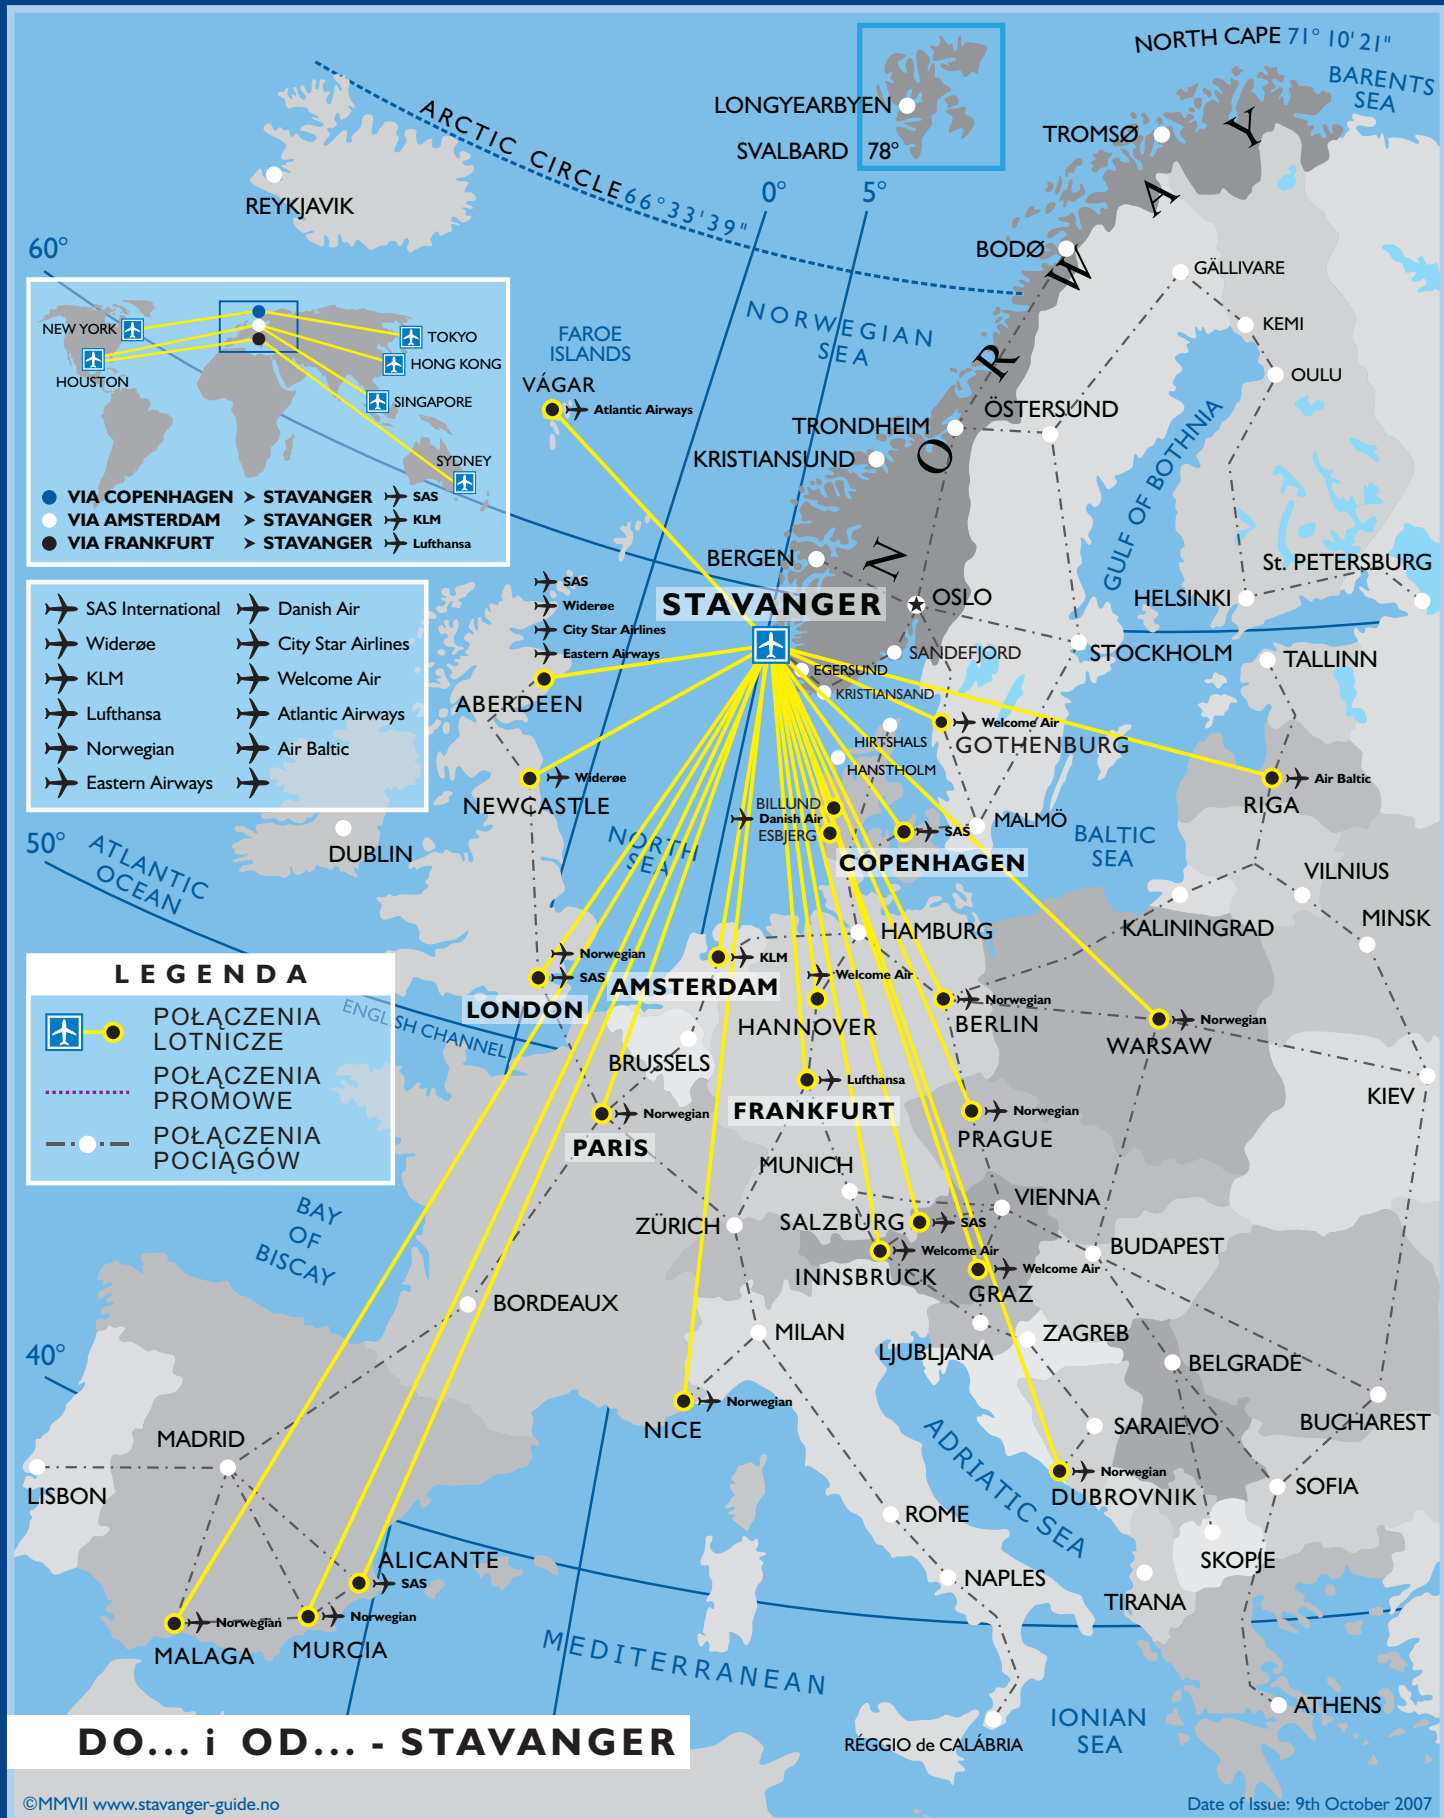 NORTH CAPE 71° 10' 21"
BARENTS
SEA
LONGYEARBYEN
SVALBARD 78°
TROMSØ
ARCTIC CIRCLE 66°33'39"
0°
5°
REYKJAVIK
60°
BODØ
NORWAY
GÄLLIVARE
KEMI
OULU
NORWEGIAN
SEA
FAROE
ISLANDS
VÁGAR
Atlantic Airways
NEW YORK
HOUSTON
TOKYO
HONG KONG
SINGAPORE
SYDNEY
VIA COPENHAGEN > STAVANGER SAS
VIA AMSTERDAM > STAVANGER KLM
VIA FRANKFURT > STAVANGER Lufthansa
TRONDHEIM
ÖSTERSUND
KRISTIANSUND
GULF OF BOTHNIA
BERGEN
St. PETERSBURG
STAVANGER
OSLO
HELSINKI
SAS International
Danish Air
Widerøe
City Star Airlines
KLM
Welcome Air
Lufthansa
Atlantic Airways
Norwegian
Air Baltic
Eastern Airways
SAS
Widerøe
City Star Airlines
Eastern Airways
ABERDEEN
EGERSUND
SANDEFJORD
KRISTIANSAND
STOCKHOLM
TALLINN
HIRTSHALS
HANSTHOLM
Welcome Air
GOTHENBURG
Widerøe
NEWCASTLE
Air Baltic
RIGA
BILLUND
Danish Air
ESBJERG
SAS
COPENHAGEN
MALMÖ
BALTIC
SEA
NORTH
SEA
DUBLIN
50°
ATLANTIC
OCEAN
VILNIUS
KALININGRAD
MINSK
HAMBURG
Norwegian
SAS
LONDON
KLM
AMSTERDAM
Welcome Air
HANNOVER
Norwegian
BERLIN
Norwegian
WARSAW
KIEV
ENGLISH CHANNEL
BRUSSELS
LEGENDA
POŁĄCZENIA
LOTNICZE
POŁĄCZENIA
PROMOWE
POŁĄCZENIA
POCIĄGÓW
Lufthansa
FRANKFURT
Norwegian
PARIS
Norwegian
PRAGUE
MUNICH
VIENNA
ZÜRICH
SALZBURG
SAS
Welcome Air
INNSBRUCK
Welcome Air
GRAZ
BUDAPEST
BAY
OF
BISCAY
BORDEAUX
MILAN
LJUBLJANA
ZAGREB
BELGRADE
40°
Norwegian
NICE
SARAIEVO
BUCHAREST
MADRID
LISBON
ADRIATIC SEA
Norwegian
DUBROVNIK
SOFIA
ROME
SKOPJE
NAPLES
TIRANA
ALICANTE
SAS
Norwegian
MALAGA
Norwegian
MURCIA
MEDITERRANEAN
ATHENS
IONIAN
SEA
RÉGGIO de CALÁBRIA
DO... i OD... - STAVANGER
©MMVII www.stavanger-guide.no
Date of Issue: 9th October 2007